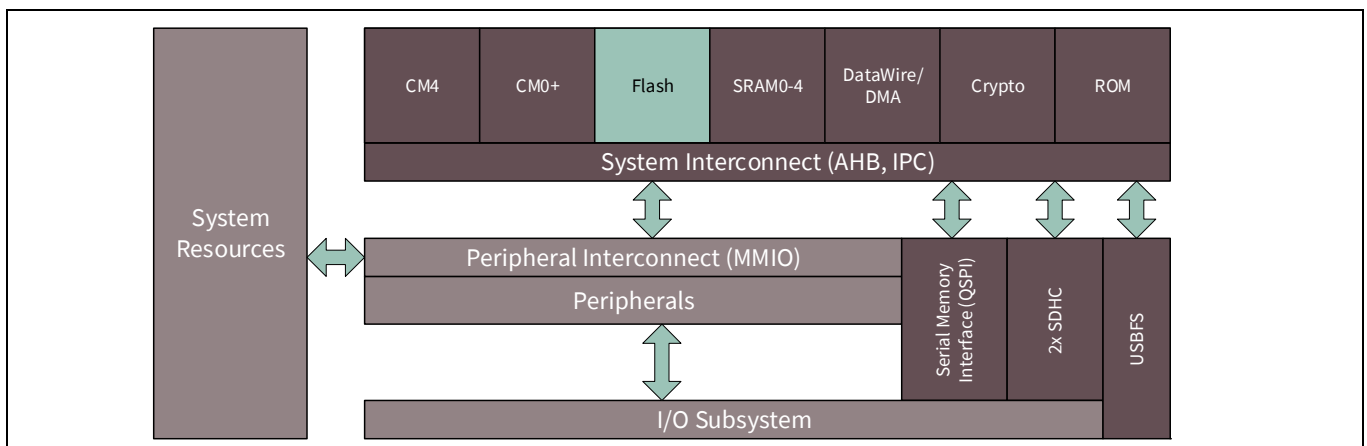 System
Resources
CM4
CM0+
Flash
SRAM0-4
DataWire/
DMA
Crypto
ROM
System Interconnect (AHB, IPC)
Peripheral Interconnect (MMIO)
Peripherals
Serial Memory
Interface (QSPI)
2x SDHC
USBFS
I/O Subsystem